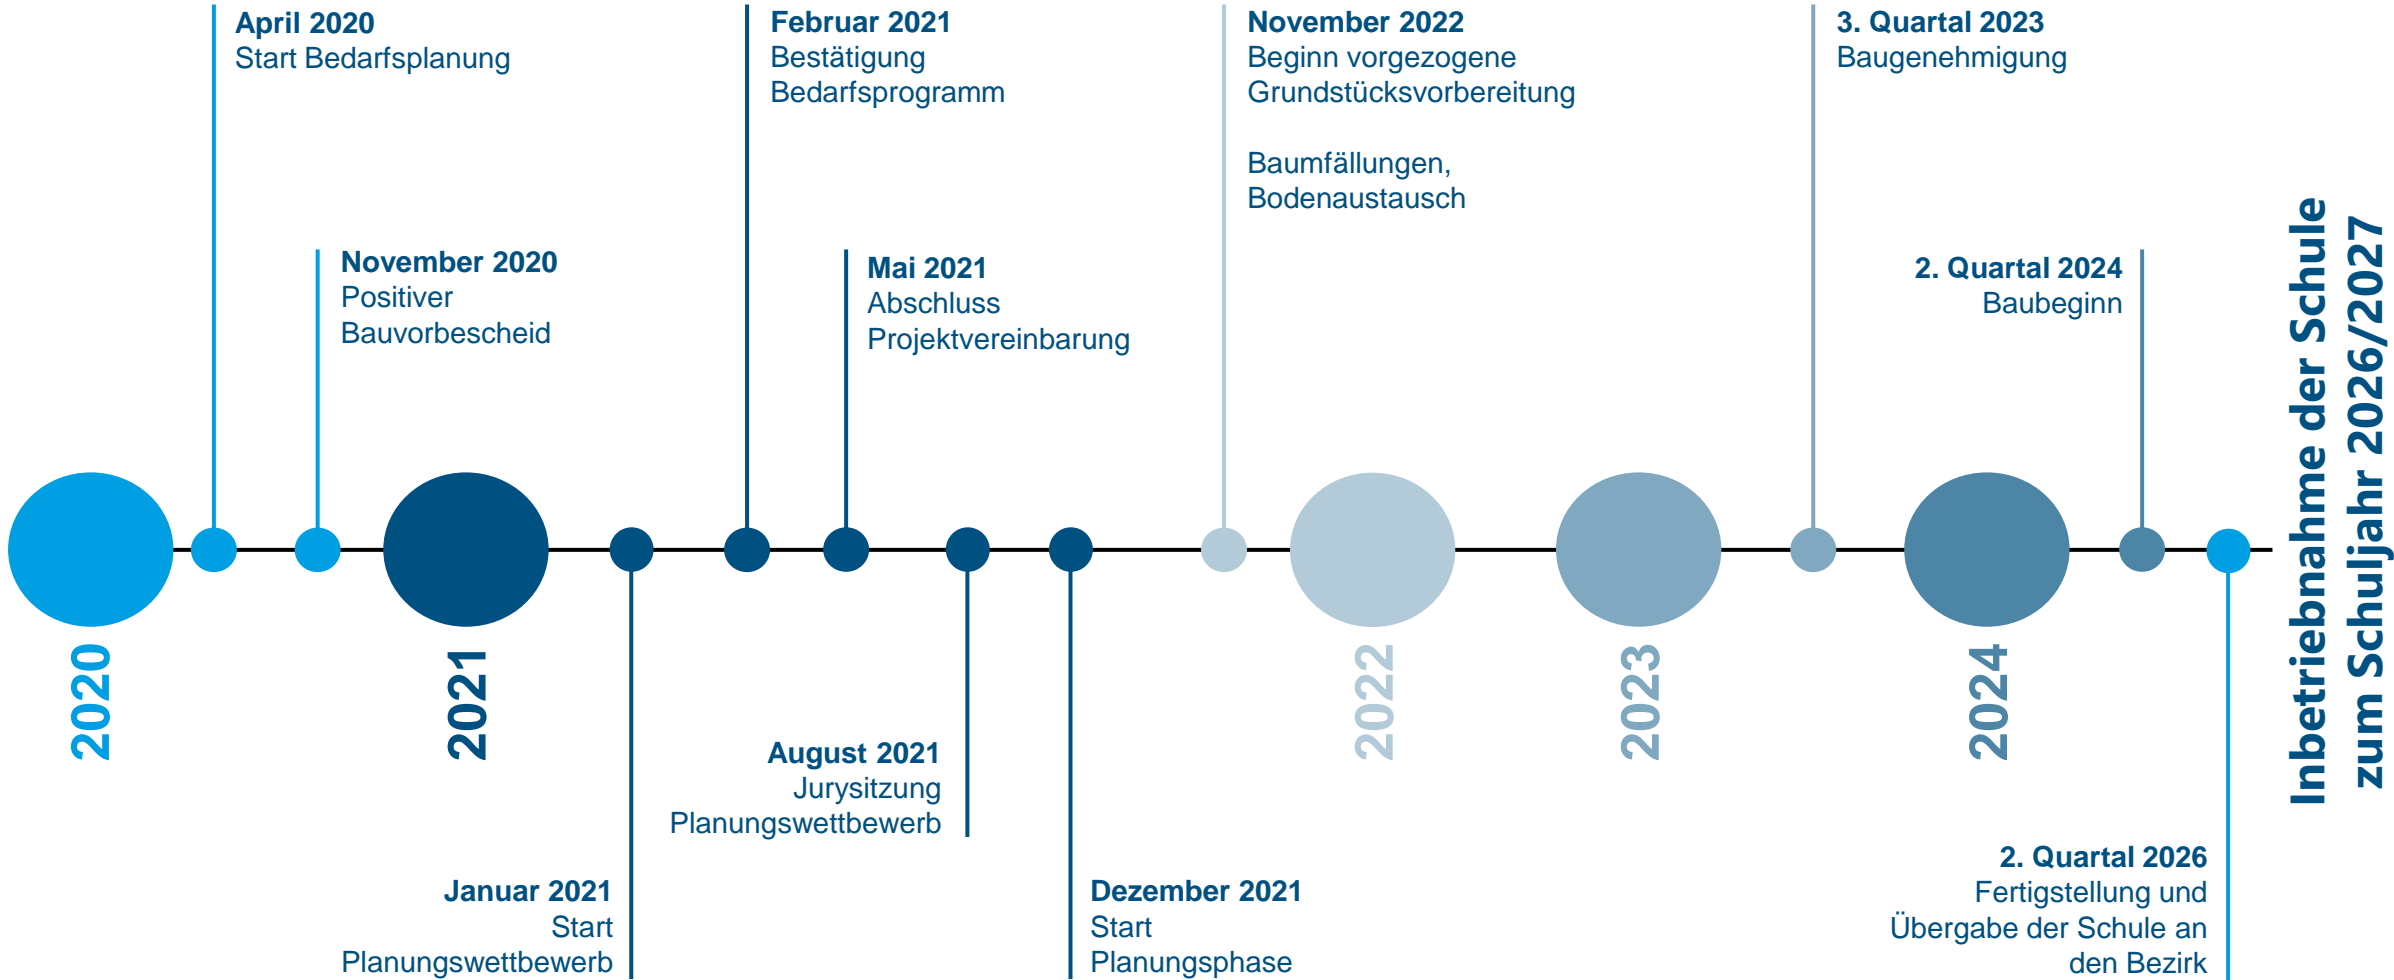 April 2020
Start Bedarfsplanung
Februar 2021
Bestätigung
Bedarfsprogramm
November 2022
Beginn vorgezogene
Grundstücksvorbereitung
Baumfällungen,
Bodenaustausch
3. Quartal 2023
Baugenehmigung
November 2020
Positiver
Bauvorbescheid
Mai 2021
Abschluss
Projektvereinbarung
2. Quartal 2024
Baubeginn
2020
2021
2022
2023
2024
Inbetriebnahme der Schule
zum Schuljahr 2026/2027
August 2021
Jurysitzung
Planungswettbewerb
Januar 2021
Start
Planungswettbewerb
Dezember 2021
Start
Planungsphase
2. Quartal 2026
Fertigstellung und
Übergabe der Schule an
den Bezirk